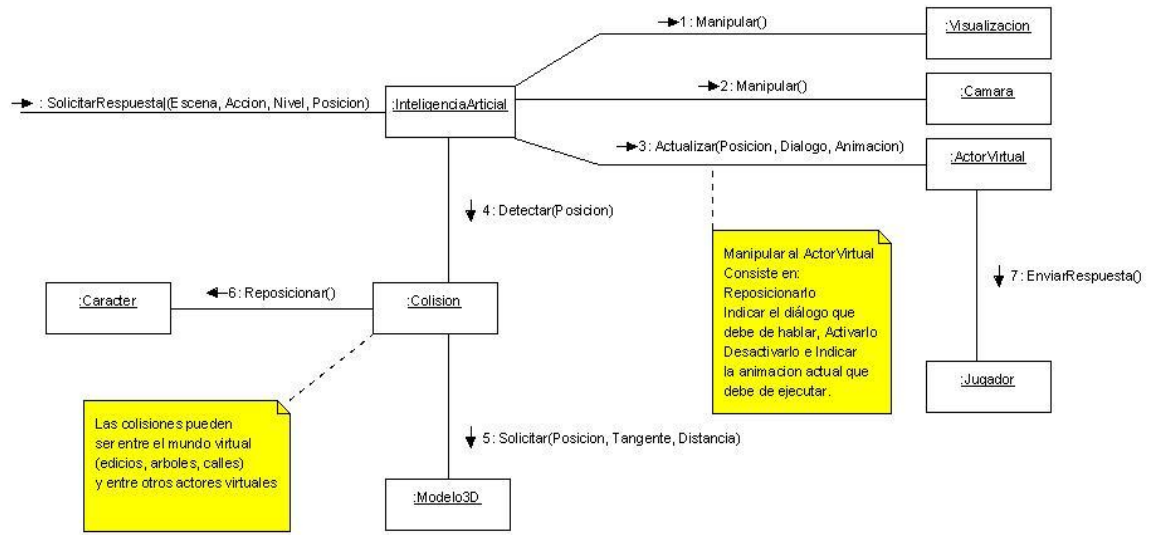 1: Manipular()
:Visualizacion
: SolicitarRespuesta|(Escena, Accion, Nivel, Posicion)
:InteligenciaArticial
2: Manipular()
:Camara
3: Actualizar(Posicion, Dialogo, Animacion)
:ActorVirtual
4: Detectar(Posicion)
Manipular al ActorVirtual
Consiste en:
Reposicionarlo
Indicar el diálogo que
debe de hablar, Activarlo
Desactivarlo e Indicar
la animacion actual que
debe de ejecutar.
7: EnviarRespuesta()
:Caracter
6: Reposicionar()
:Colision
:Jugador
Las colisiones pueden
ser entre el mundo virtual
(edicios, arboles, calles)
y entre otros actores virtuales
5: Solicitar(Posicion, Tangente, Distancia)
:Modelo3D